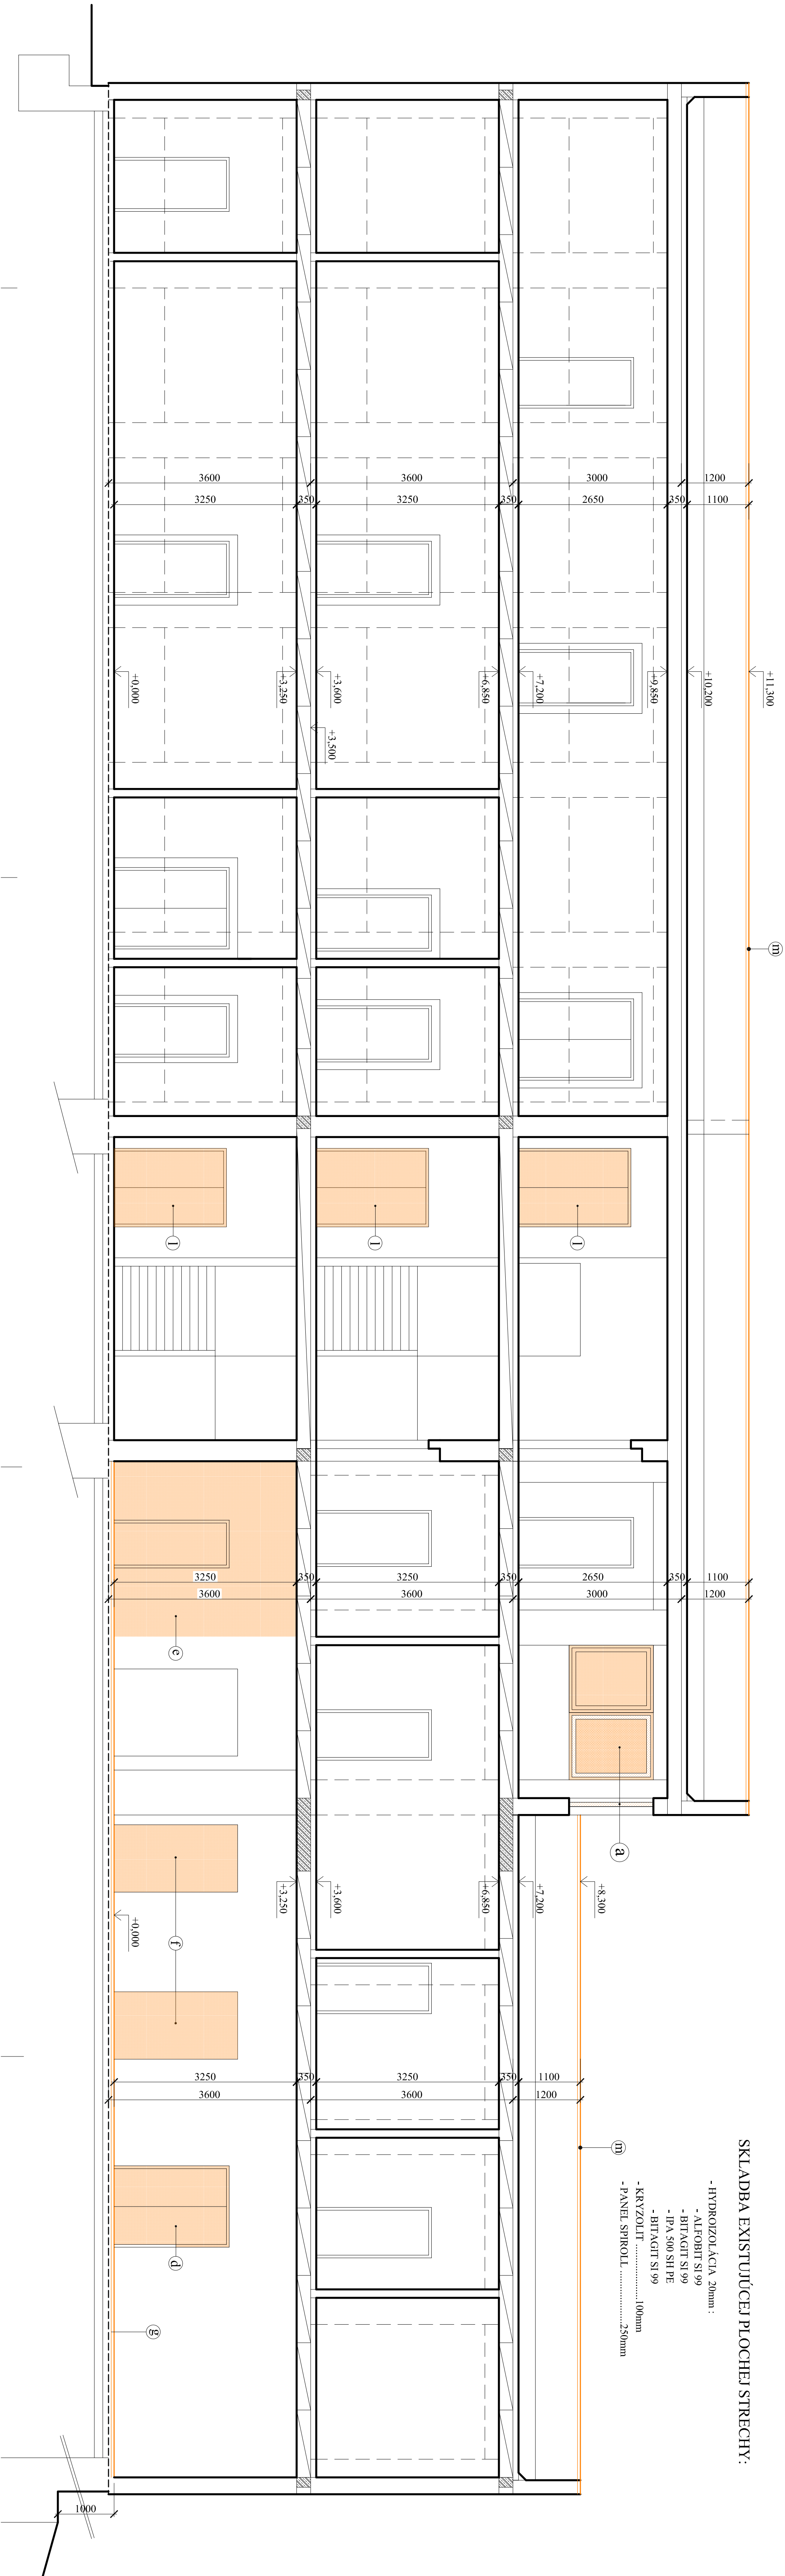 SKLADBA EXISTUJÚCEJ PLOCHEJ STRECHY:
- HYDROIZOLÁCIA 20mm :
- ALFOBIT SI 99
- BITAGIT SI 99
- IPA 500 SH PE
- BITAGIT SI 99
- KRYZOLIT ....................100mm
- PANEL SPIROLL ....................250mm
3600
3600
3000
1200
3250
350
3250
350
2650
350
1100
+0,000
+3,250
+3,500
+3,600
+6,850
+7,200
+9,850
+10,200
+11,300
m
l
l
l
3250
350
3250
350
2650
350
1100
3600
3600
3000
1200
e
a
+3,250
+3,600
+6,850
+7,200
+8,300
+0,000
f
3250
350
3250
350
1100
3600
3600
1200
m
d
g
1000